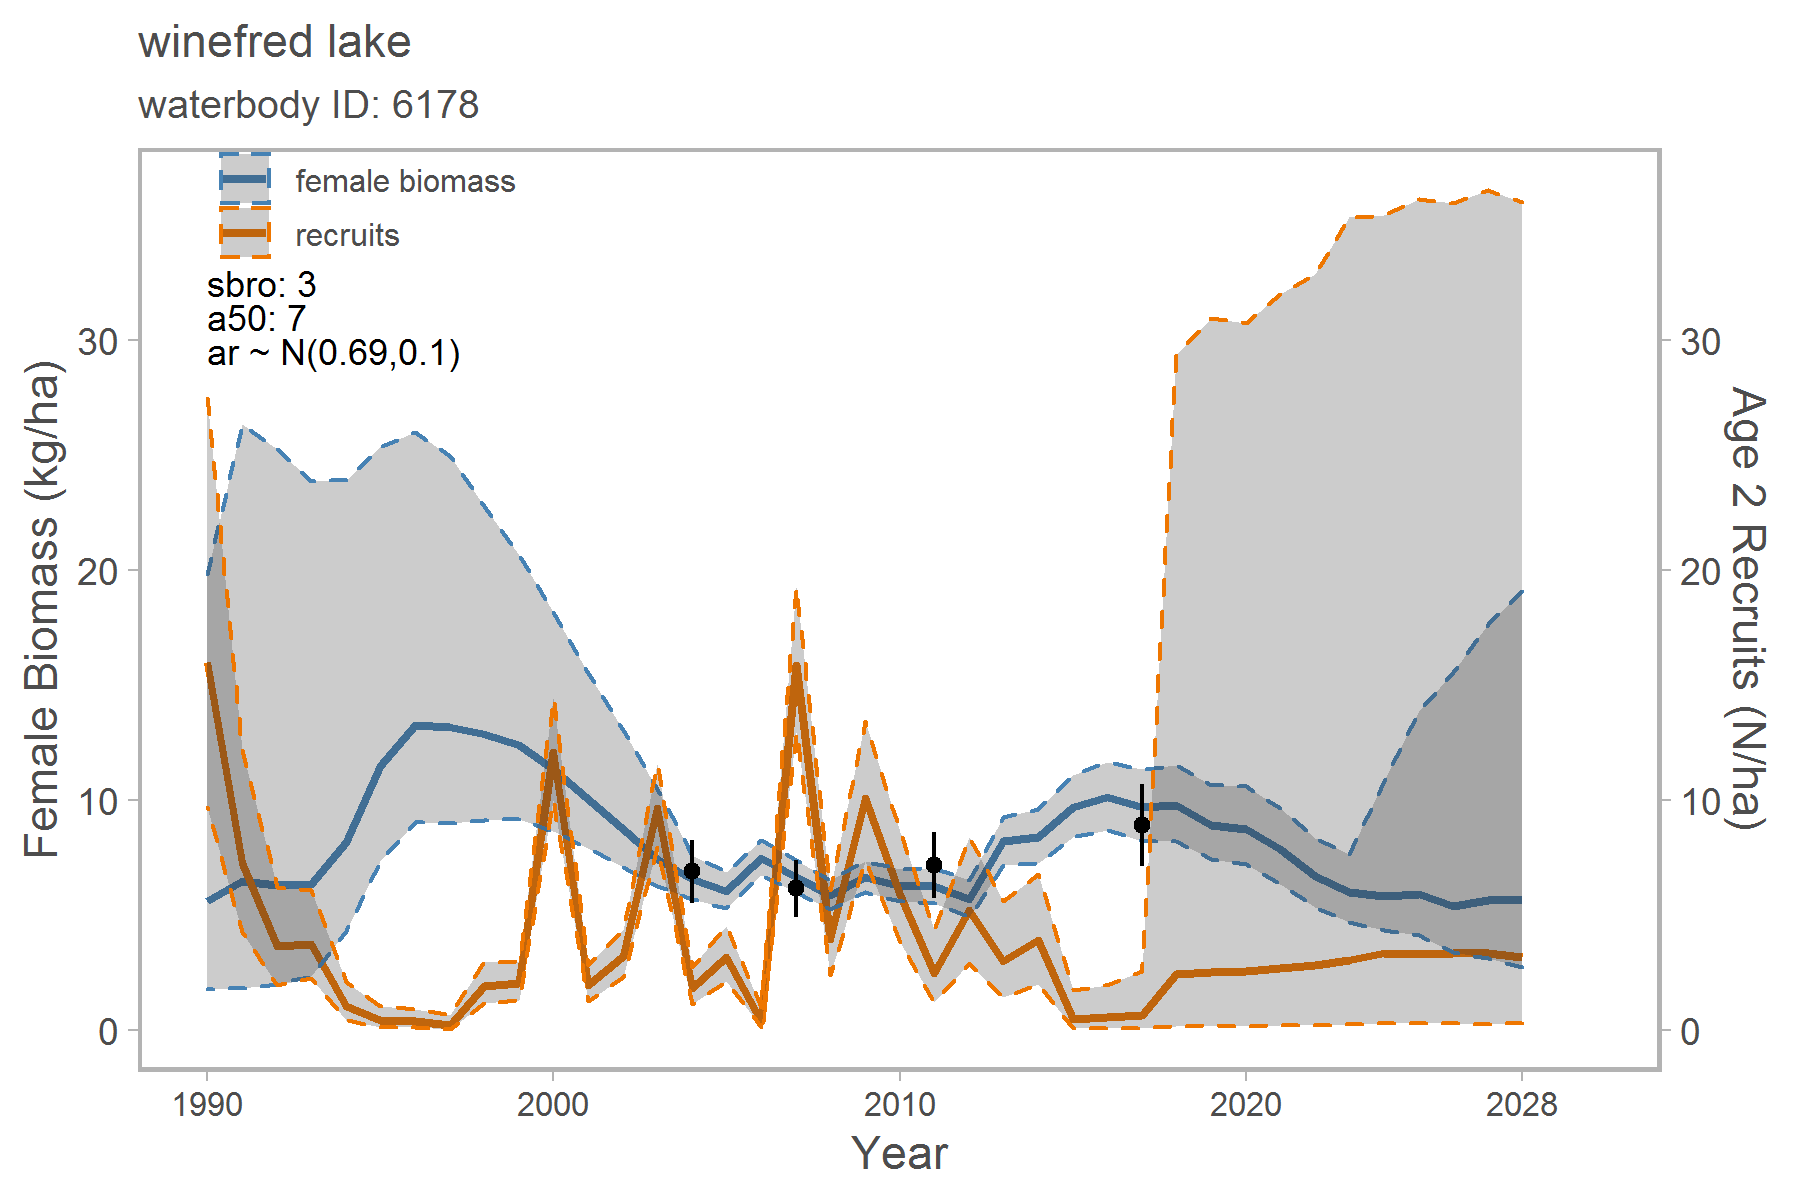 winefred lake
waterbody ID: 6178
female biomass
recruits
sbro: 3
a50: 7
ar ~ N(0.69,0.1)
Female Biomass (kg/ha)
30
20
10
0
30
20
10
0
Age 2 Recruits (N/ha)
1990
2000
2010
2020
2028
Year